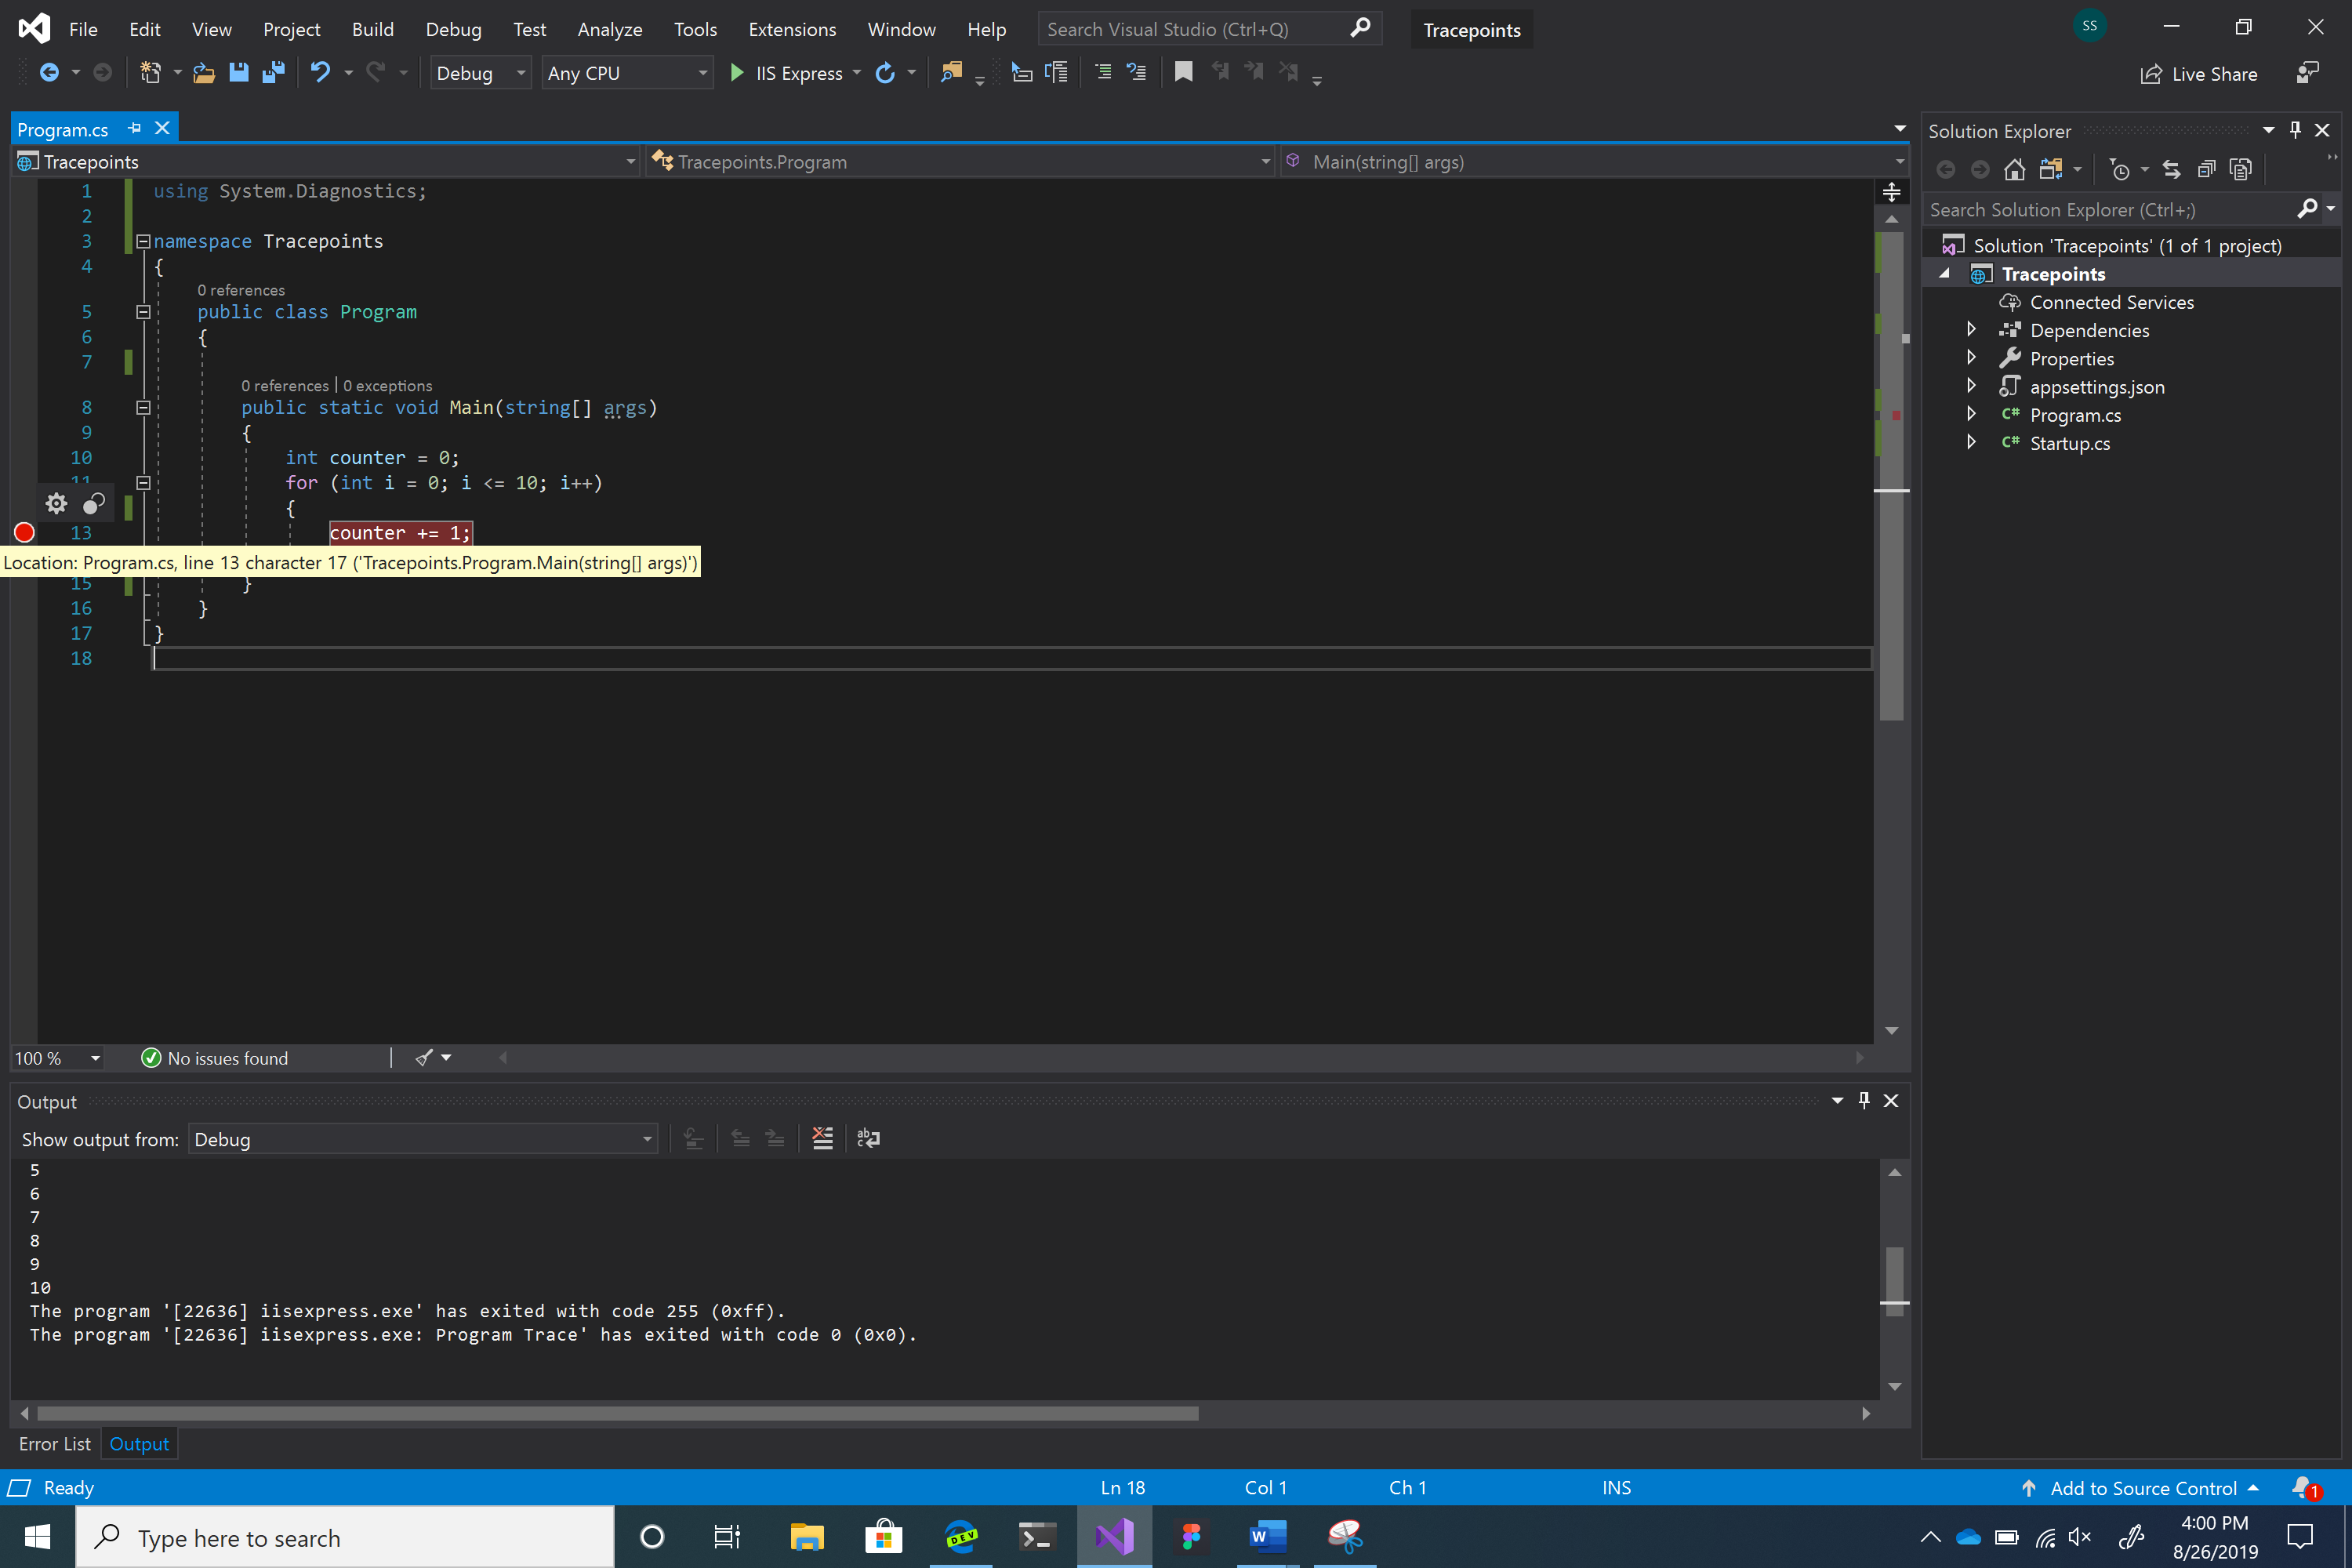 File Edit View Project Build Debug Test Analyze Tools Extensions Window Help Search Visual Studio (Ctrl+Q) Tracepoints SS
Debug Any CPU IIS Express Live Share
Program.cs
Tracepoints Tracepoints.Program Main(string[] args)
1 using System.Diagnostics;
2
3 namespace Tracepoints
4 {
0 references
5 public class Program
6 {
7
0 references | 0 exceptions
8 public static void Main(string[] args)
9 {
10 int counter = 0;
11 for (int i = 0; i <= 10; i++)
{
13 counter += 1;
Location: Program.cs, line 13 character 17 ('Tracepoints.Program.Main(string[] args)')
15 }
16 }
17 }
18
100 % No issues found
Output
Show output from: Debug
5
6
7
8
9
10
The program '[22636] iisexpress.exe' has exited with code 255 (0xff).
The program '[22636] iisexpress.exe: Program Trace' has exited with code 0 (0x0).
Error List Output
Solution Explorer
Search Solution Explorer (Ctrl+;)
Solution 'Tracepoints' (1 of 1 project)
Tracepoints
Connected Services
Dependencies
Properties
appsettings.json
C# Program.cs
C# Startup.cs
Ready Ln 18 Col 1 Ch 1 INS Add to Source Control 1
Type here to search DEV W 4:00 PM
8/26/2019